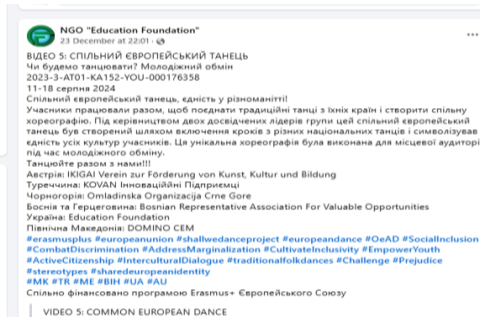 NGO "Education Foundation"
23 December at 22:01 ·
ВІДЕО 5: СПІЛЬНИЙ ЄВРОПЕЙСЬКИЙ ТАНЕЦЬ
Чи будемо танцювати? Молодіжний обмін
2023-3-AT01-KA152-YOU-000176358
11-18 серпня 2024
Спільний європейський танець, єдність у різноманітті!
Учасники працювали разом, щоб поєднати традиційні танці з їхніх країн і створити спільну
хореографію. Під керівництвом двох досвідчених лідерів групи цей спільний європейський
танець був створений шляхом включення кроків з різних національних танців і символізував
єдність усіх культур учасників. Ця унікальна хореографія була виконана для місцевої аудиторі
під час молодіжного обміну.
Танцюйте разом з нами!!!
Австрія: IKIGAI Verein zur Förderung von Kunst, Kultur und Bildung
Туреччина: KOVAN Інноваційні Підприємці
Чорногорія: Omladinska Organizacija Crne Gore
Боснія та Герцеговина: Bosnian Representative Association For Valuable Opportunities
Україна: Education Foundation
Північна Македонія: DOMINO CEM
#erasmusplus #europeanunion #shallwedanceproject #europeandance #OeAD #SocialInclusion
#CombatDiscrimination #AddressMarginalization #CultivateInclusivity #EmpowerYouth
#ActiveCitizenship #InterculturalDialogue #traditionalfolkdances #Challenge #Prejudice
#stereotypes #sharedeuropeanidentity
#MK #TR #ME #BIH #UA #AU
Спільно фінансовано програмою Erasmus+ Європейського Союзу
VIDEO 5: COMMON EUROPEAN DANCE